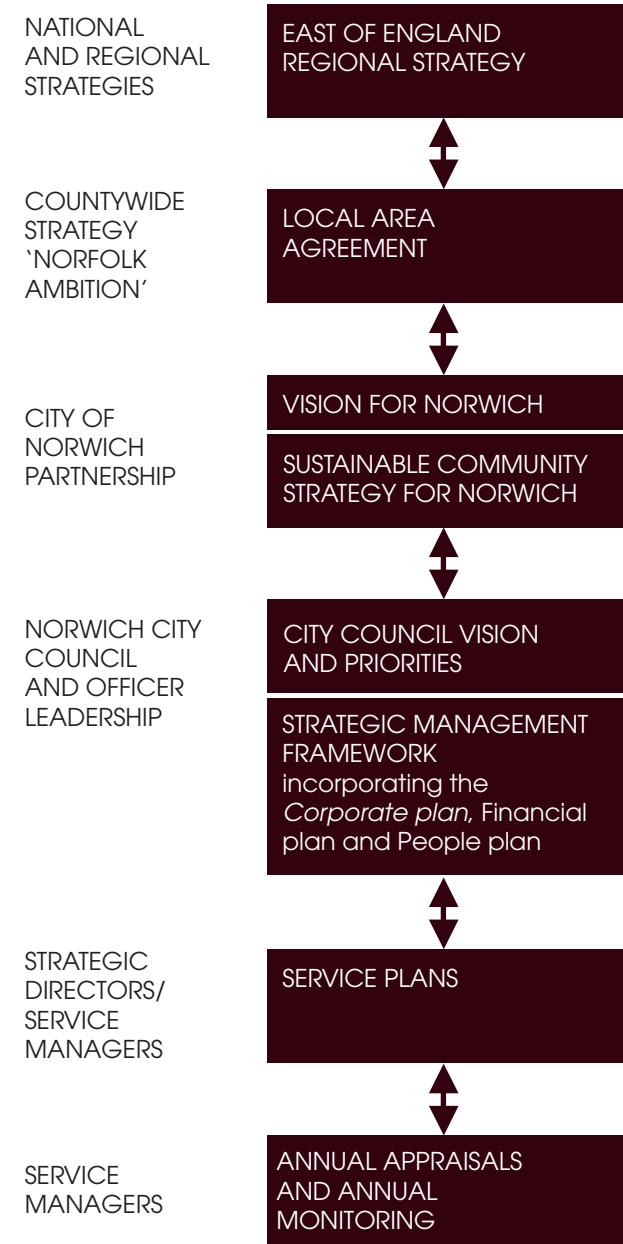 NATIONAL
AND REGIONAL
STRATEGIES
EAST OF ENGLAND
REGIONAL STRATEGY
COUNTYWIDE
STRATEGY
‘NORFOLK
AMBITION’
LOCAL AREA
AGREEMENT
CITY OF
NORWICH
PARTNERSHIP
VISION FOR NORWICH
SUSTAINABLE COMMUNITY
STRATEGY FOR NORWICH
NORWICH CITY
COUNCIL
AND OFFICER
LEADERSHIP
CITY COUNCIL VISION
AND PRIORITIES
STRATEGIC MANAGEMENT
FRAMEWORK
incorporating the
Corporate plan, Financial
plan and People plan
STRATEGIC
DIRECTORS/
SERVICE
MANAGERS
SERVICE PLANS
SERVICE
MANAGERS
ANNUAL APPRAISALS
AND ANNUAL
MONITORING